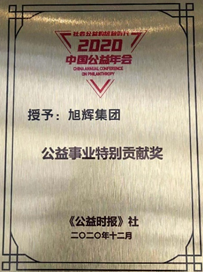 2020
中国公益年会
CHINA ANNUAL CONFERENCE
ON PHILANTHROPY
授予：旭辉集团
公益事业特别贡献奖
《公益时报》社
二〇二〇年十二月